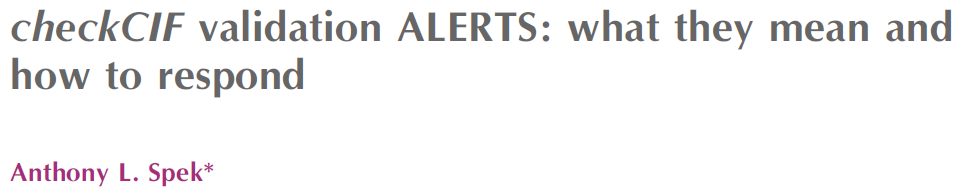 checkCIF validation ALERTS: what they mean and
how to respond
Anthony L. Spek*